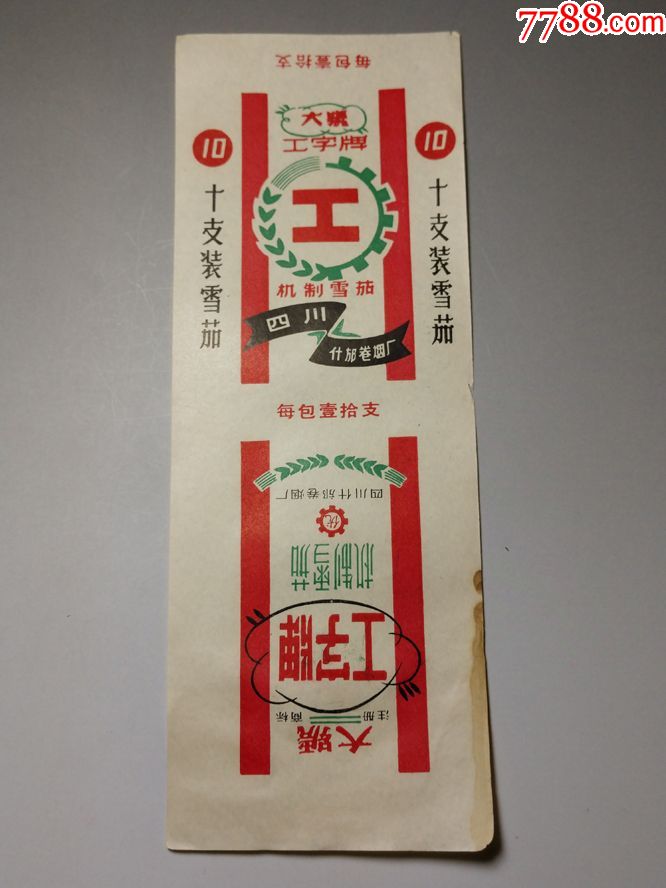 7788.com
每包壹拾支
大號
工字牌
10
10
工
十支装雪茄
十支装雪茄
机制雪茄
四川
什邡卷烟厂
每包壹拾支
四川什邡卷烟厂
优
机制雪茄
工字牌
注册 商标
大號